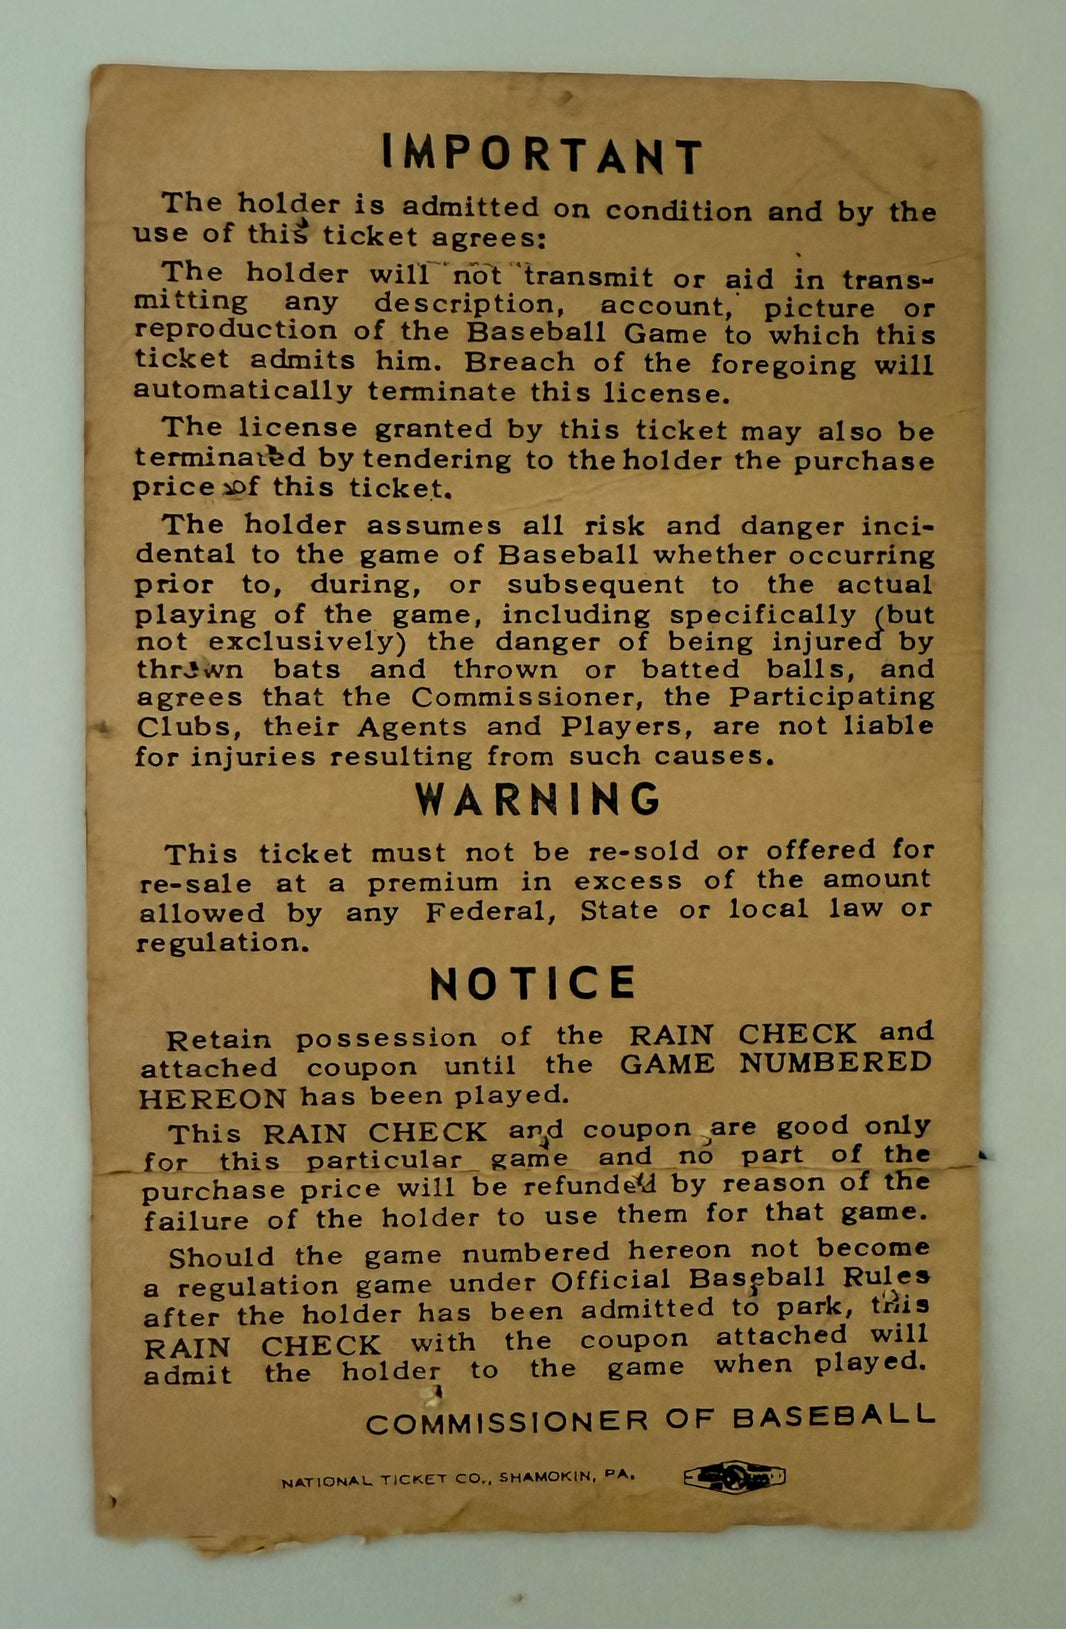 IMPORTANT
The holder is admitted on condition and by the
use of this ticket agrees:
The holder will not transmit or aid in trans-
mitting any description, account, picture or
reproduction of the Baseball Game to which this
ticket admits him. Breach of the foregoing will
automatically terminate this license.
The license granted by this ticket may also be
terminated by tendering to the holder the purchase
price of this ticket.
The holder assumes all risk and danger inci-
dental to the game of Baseball whether occurring
prior to, during, or subsequent to the actual
playing of the game, including specifically (but
not exclusively) the danger of being injured by
thrown bats and thrown or batted balls, and
agrees that the Commissioner, the Participating
Clubs, their Agents and Players, are not liable
for injuries resulting from such causes.
WARNING
This ticket must not be re-sold or offered for
re-sale at a premium in excess of the amount
allowed by any Federal, State or local law or
regulation.
NOTICE
Retain possession of the RAIN CHECK and
attached coupon until the GAME NUMBERED
HEREON has been played.
This RAIN CHECK and coupon are good only
for this particular game and no part of the
purchase price will be refunded by reason of the
failure of the holder to use them for that game.
Should the game numbered hereon not become
a regulation game under Official Baseball Rules
after the holder has been admitted to park, this
RAIN CHECK with the coupon attached will
admit the holder to the game when played.
COMMISSIONER OF BASEBALL
NATIONAL TICKET CO., SHAMOKIN, PA.